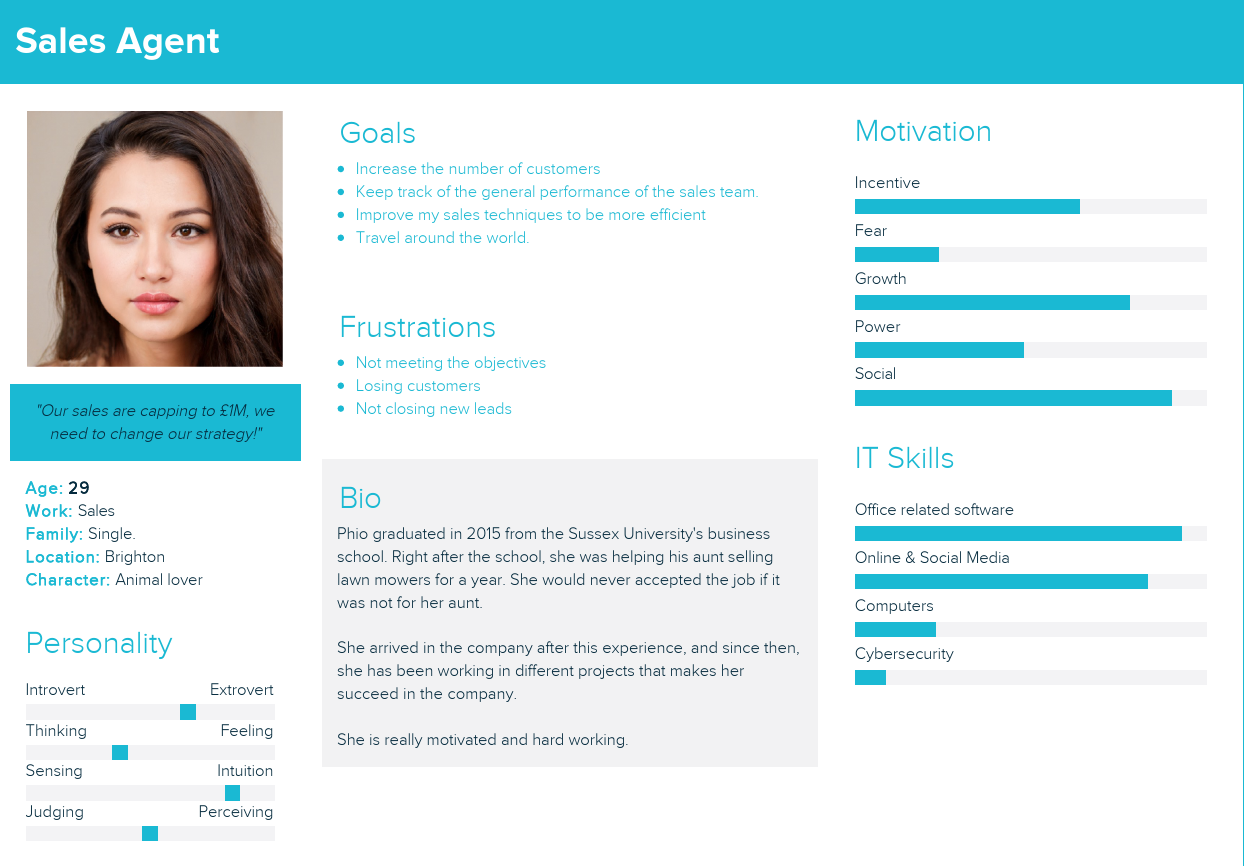 Sales Agent
"Our sales are capping to £1M, we
need to change our strategy!"
Age: 29
Work: Sales
Family: Single.
Location: Brighton
Character: Animal lover
Personality
Introvert Extrovert
Thinking Feeling
Sensing Intuition
Judging Perceiving
Goals
• Increase the number of customers
• Keep track of the general performance of the sales team.
• Improve my sales techniques to be more efficient
• Travel around the world.
Frustrations
• Not meeting the objectives
• Losing customers
• Not closing new leads
Bio
Phio graduated in 2015 from the Sussex University's business
school. Right after the school, she was helping his aunt selling
lawn mowers for a year. She would never accepted the job if it
was not for her aunt.
She arrived in the company after this experience, and since then,
she has been working in different projects that makes her
succeed in the company.
She is really motivated and hard working.
Motivation
Incentive
Fear
Growth
Power
Social
IT Skills
Office related software
Online & Social Media
Computers
Cybersecurity